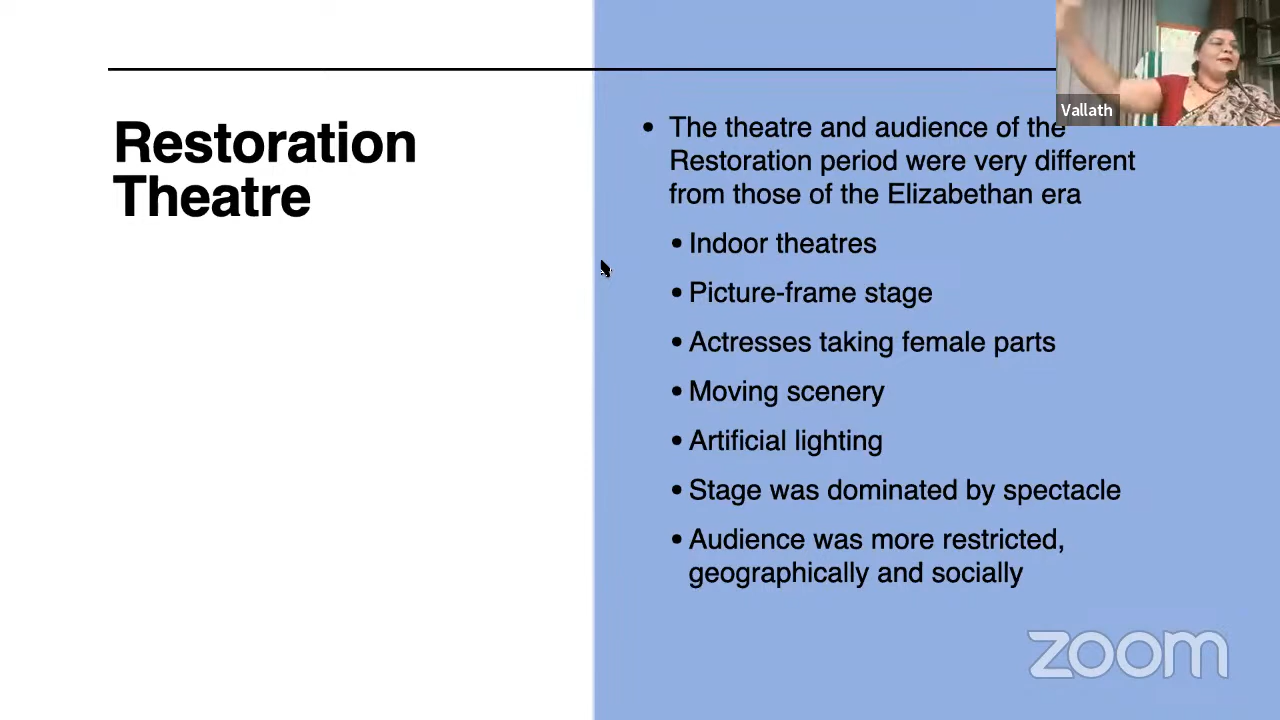 Restoration
Theatre
• The theatre and audience of the
Restoration period were very different
from those of the Elizabethan era
• Indoor theatres
• Picture-frame stage
• Actresses taking female parts
• Moving scenery
• Artificial lighting
• Stage was dominated by spectacle
• Audience was more restricted,
geographically and socially
Vallath
zoom